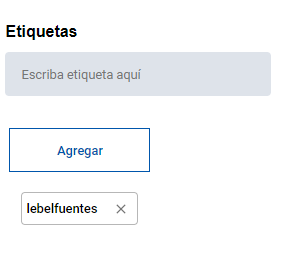 Etiquetas
Escriba etiqueta aquí
Agregar
lebelfuentes ×